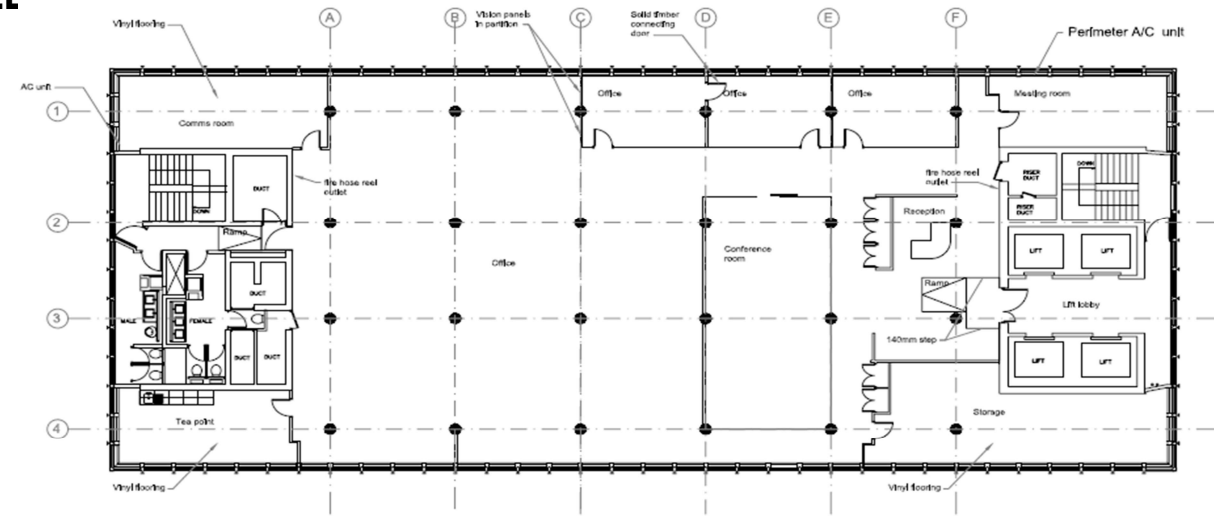 Vinyl flooring
A
B
Vision panels
in partition
C
Solid timber
connecting
door
D
E
F
Perimeter A/C unit
AC unit
1
Comms room
Office
Office
Office
Meeting room
DUCT
DOWN
fire hose reel
outlet
fire hose reel
outlet
RISER
DUCT
RISER
DUCT
DOWN
2
Ramp
Reception
Office
Conference
room
LIFT
LIFT
DUCT
Ramp
Lift lobby
3
MALE
FEMALE
140mm step
DUCT
DUCT
LIFT
LIFT
Tea point
Storage
4
Vinyl flooring
Vinyl flooring